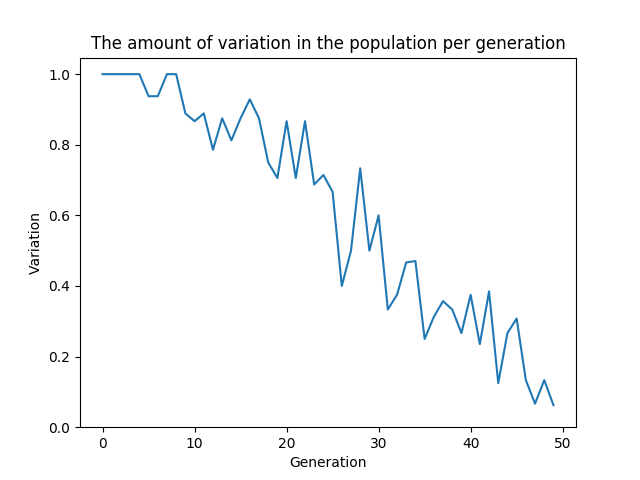 The amount of variation in the population per generation
1.0
0.8
0.6
0.4
0.2
0.0
Variation
0 10 20 30 40 50
Generation